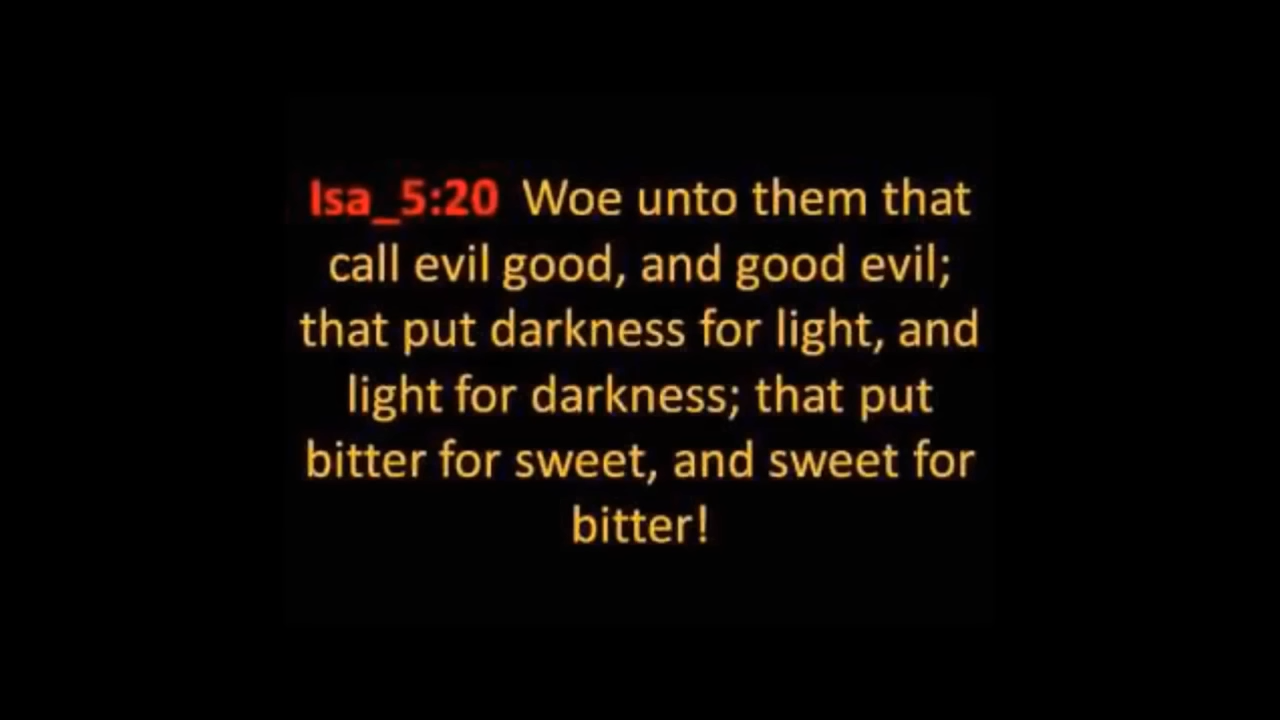 Isa_5:20 Woe unto them that
call evil good, and good evil;
that put darkness for light, and
light for darkness; that put
bitter for sweet, and sweet for
bitter!